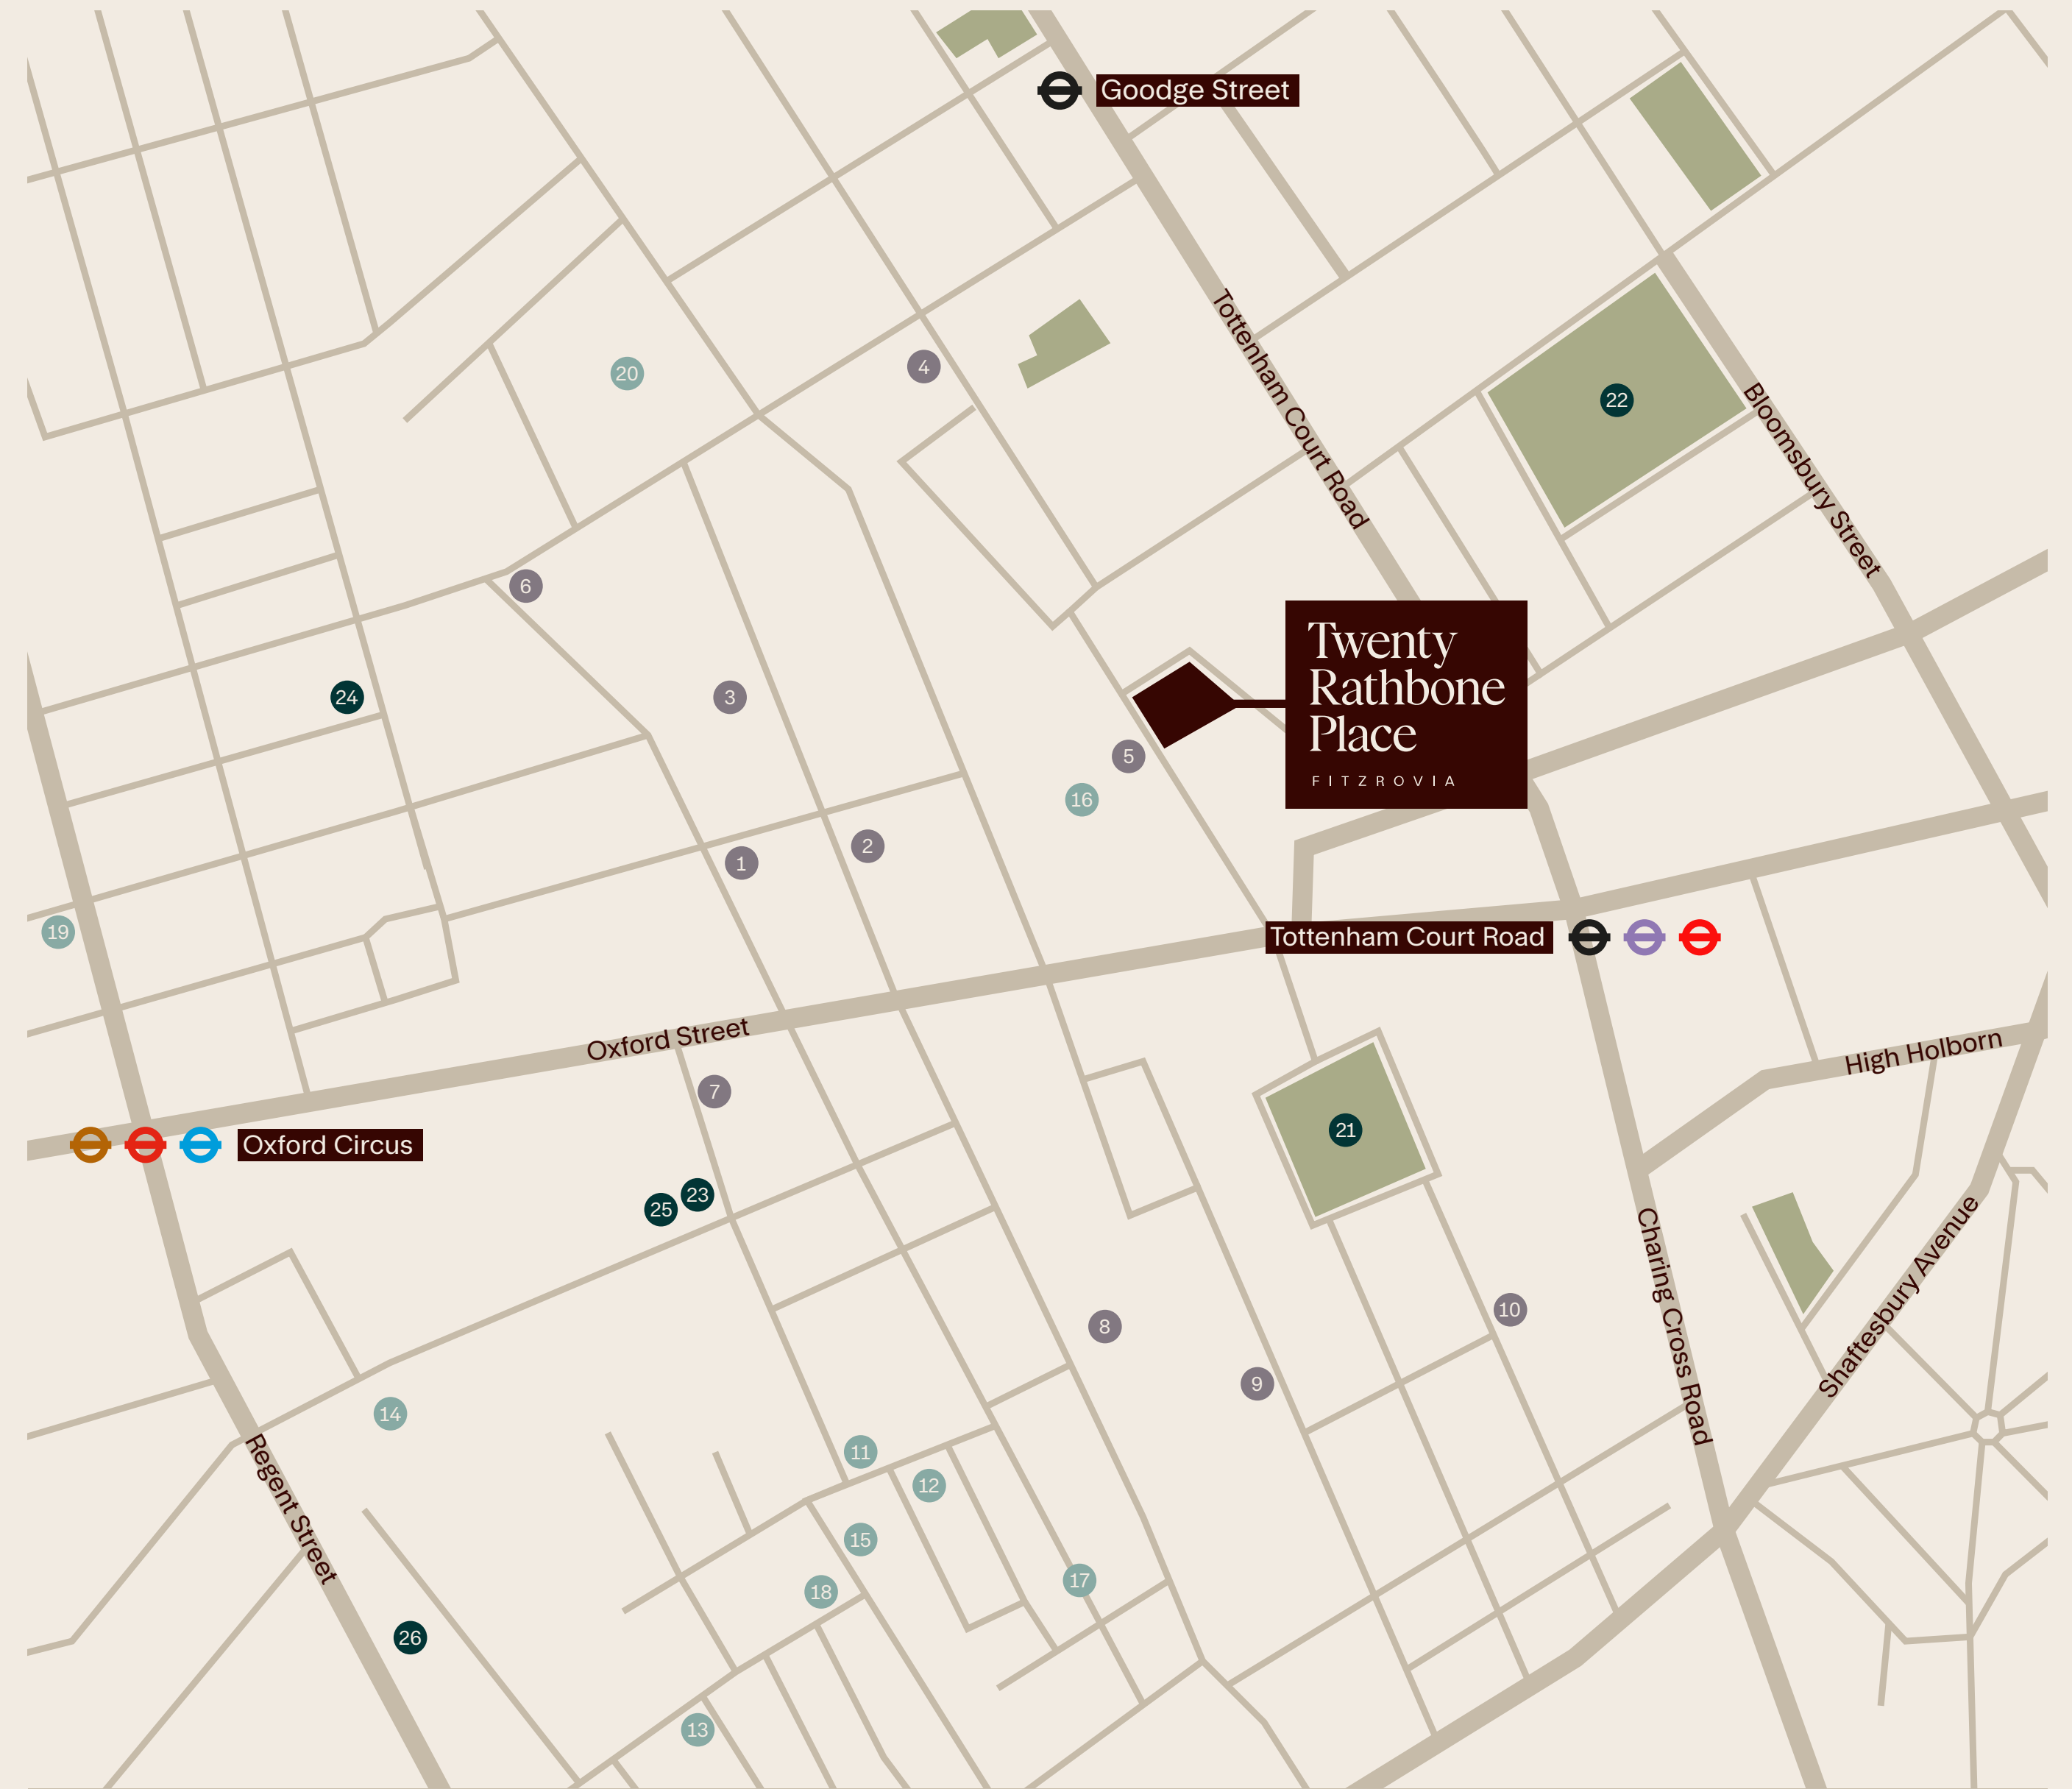 Goodge Street
Tottenham Court Road
Bloomsbury Street
20
4
22
6
Twenty
Rathbone
Place
FITZROVIA
24
3
5
16
2
1
19
Tottenham Court Road
Oxford Street
High Holborn
7
21
Oxford Circus
23
25
Charing Cross Road
Shaftesbury Avenue
10
8
9
14
11
Regent Street
12
15
17
18
26
13